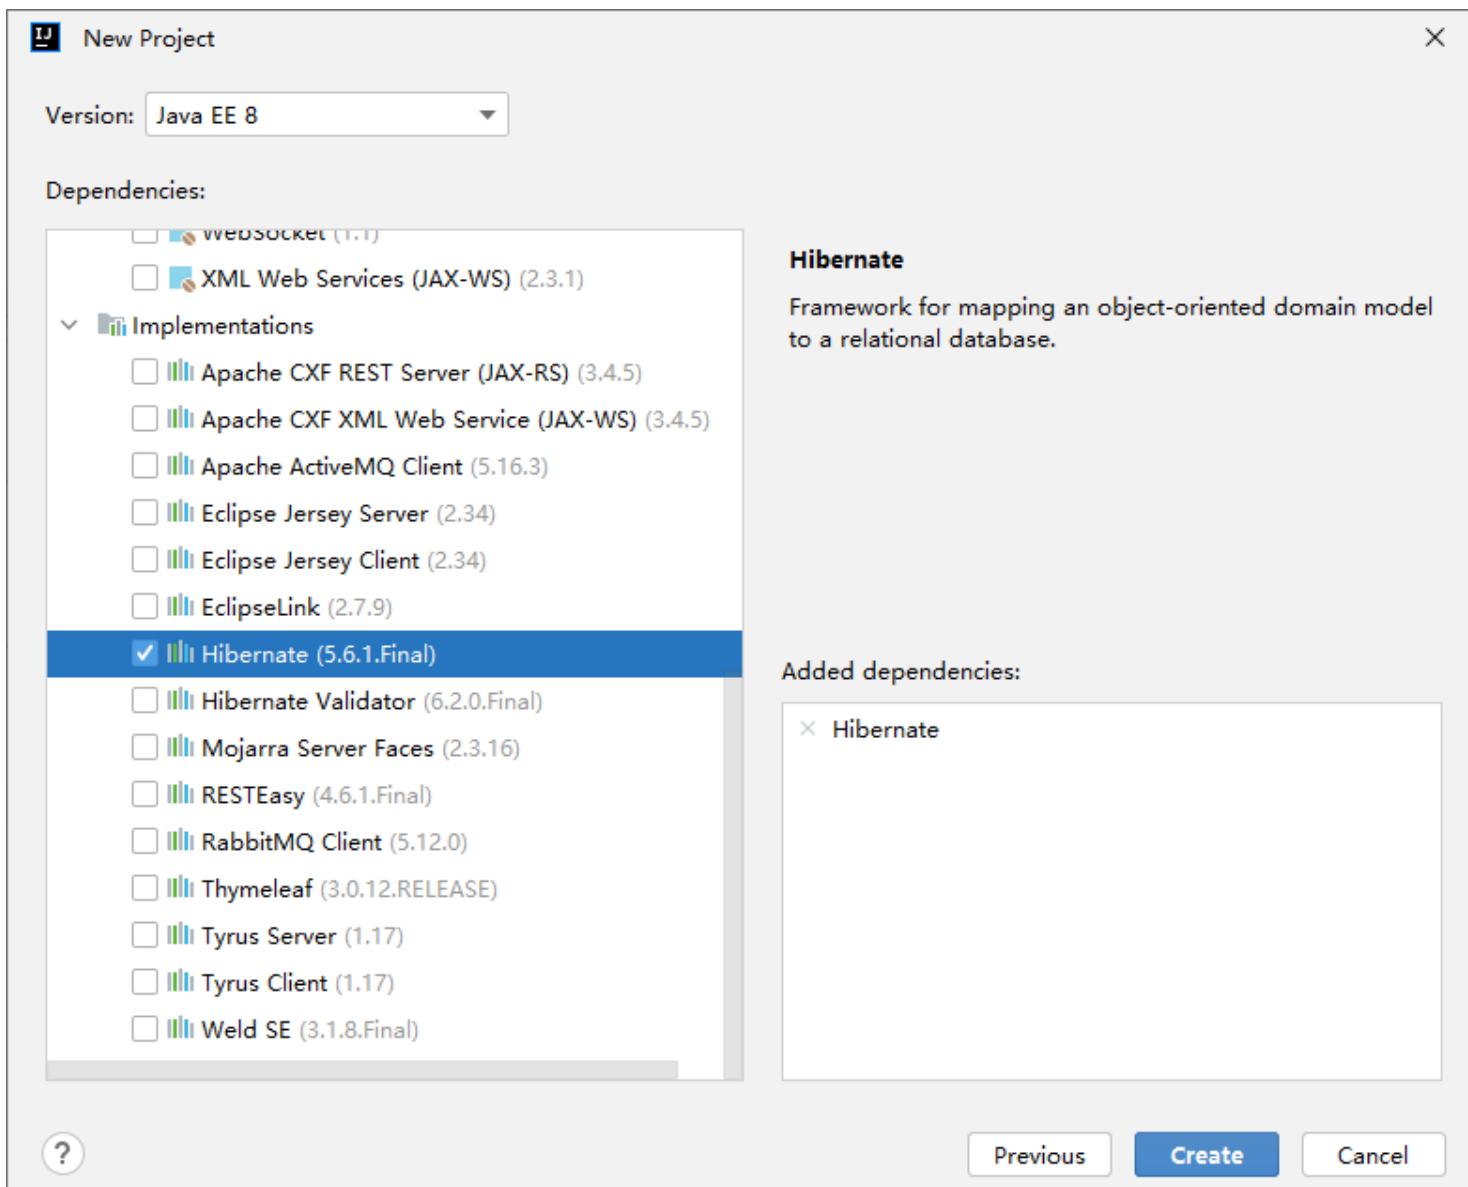 IJ
New Project
Version: Java EE 8
Dependencies:
WebSocket (1.1)
XML Web Services (JAX-WS) (2.3.1)
Implementations
Apache CXF REST Server (JAX-RS) (3.4.5)
Apache CXF XML Web Service (JAX-WS) (3.4.5)
Apache ActiveMQ Client (5.16.3)
Eclipse Jersey Server (2.34)
Eclipse Jersey Client (2.34)
EclipseLink (2.7.9)
Hibernate (5.6.1.Final)
Hibernate Validator (6.2.0.Final)
Mojarra Server Faces (2.3.16)
RESTEasy (4.6.1.Final)
RabbitMQ Client (5.12.0)
Thymeleaf (3.0.12.RELEASE)
Tyrus Server (1.17)
Tyrus Client (1.17)
Weld SE (3.1.8.Final)
Hibernate
Framework for mapping an object-oriented domain model
to a relational database.
Added dependencies:
Hibernate
?
Previous
Create
Cancel